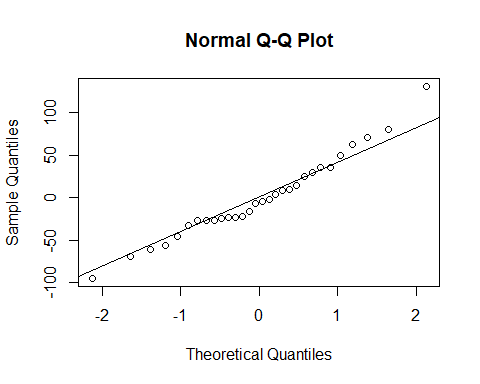 Normal Q-Q Plot
Sample Quantiles
100
50
0
-50
-100
-2 -1 0 1 2
Theoretical Quantiles